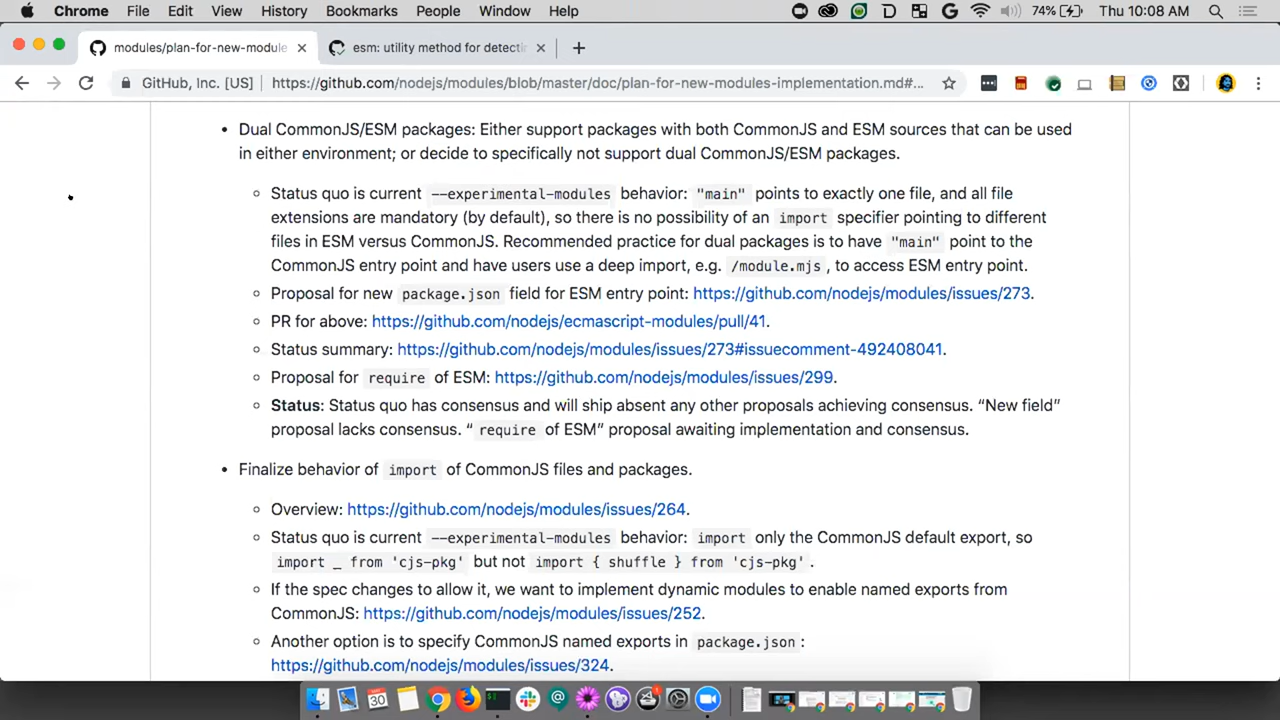 Chrome File Edit View History Bookmarks People Window Help 74% Thu 10:08 AM
modules/plan-for-new-module esm: utility method for detecti
GitHub, Inc. [US] https://github.com/nodejs/modules/blob/master/doc/plan-for-new-modules-implementation.md#...
• Dual CommonJS/ESM packages: Either support packages with both CommonJS and ESM sources that can be used
in either environment; or decide to specifically not support dual CommonJS/ESM packages.
Status quo is current --experimental-modules behavior: "main" points to exactly one file, and all file
extensions are mandatory (by default), so there is no possibility of an import specifier pointing to different
files in ESM versus CommonJS. Recommended practice for dual packages is to have "main" point to the
CommonJS entry point and have users use a deep import, e.g. /module.mjs, to access ESM entry point.
Proposal for new package.json field for ESM entry point: https://github.com/nodejs/modules/issues/273.
PR for above: https://github.com/nodejs/ecmascript-modules/pull/41.
Status summary: https://github.com/nodejs/modules/issues/273#issuecomment-492408041.
Proposal for require of ESM: https://github.com/nodejs/modules/issues/299.
Status: Status quo has consensus and will ship absent any other proposals achieving consensus. “New field”
proposal lacks consensus. “ require of ESM” proposal awaiting implementation and consensus.
• Finalize behavior of import of CommonJS files and packages.
Overview: https://github.com/nodejs/modules/issues/264.
Status quo is current --experimental-modules behavior: import only the CommonJS default export, so
import _ from 'cjs-pkg' but not import { shuffle } from 'cjs-pkg'.
If the spec changes to allow it, we want to implement dynamic modules to enable named exports from
CommonJS: https://github.com/nodejs/modules/issues/252.
Another option is to specify CommonJS named exports in package.json:
https://github.com/nodejs/modules/issues/324.
30